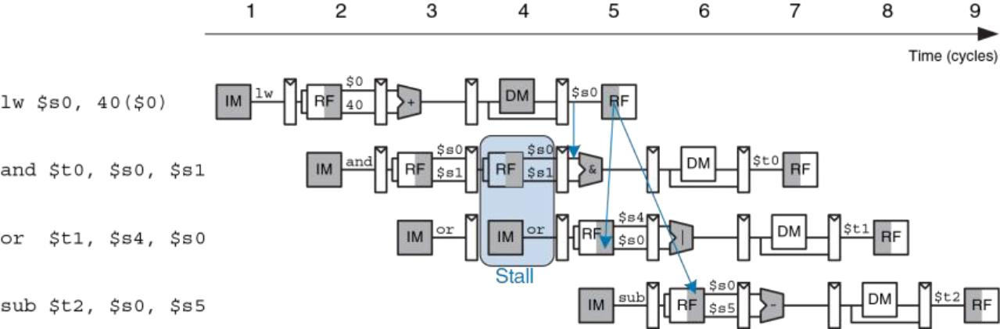 1 2 3 4 5 6 7 8 9
Time (cycles)
lw $s0, 40($0) IM lw RF $0 40 + DM $s0 RF
and $t0, $s0, $s1 IM and RF $s0 $s1 RF $s0 $s1 & DM $t0 RF
or $t1, $s4, $s0 IM or IM or RF $s4 $s0 | DM $t1 RF
Stall
sub $t2, $s0, $s5 IM sub RF $s0 $s5 - DM $t2 RF